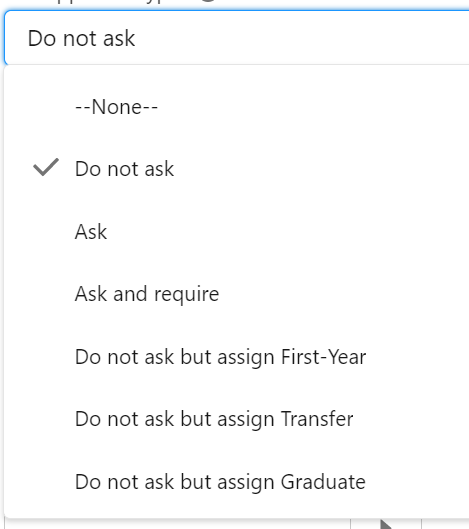 Do not ask
--None--
Do not ask
Ask
Ask and require
Do not ask but assign First-Year
Do not ask but assign Transfer
Do not ask but assign Graduate